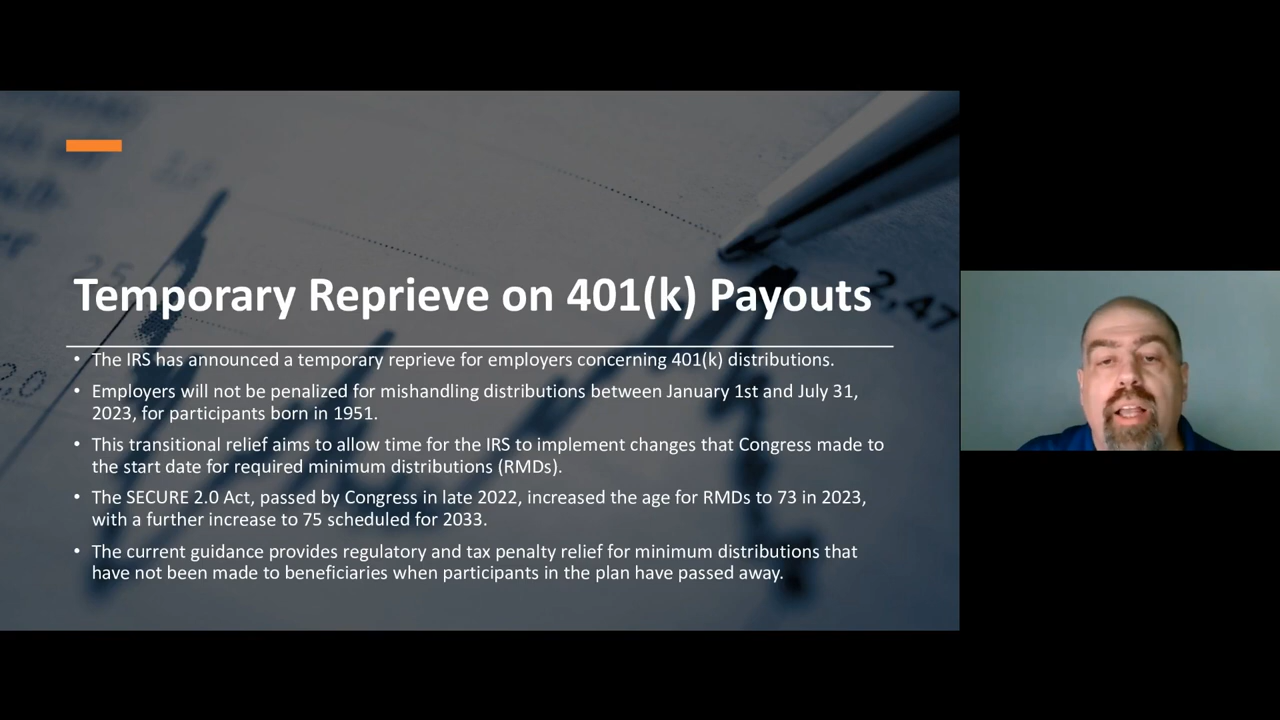 Temporary Reprieve on 401(k) Payouts
• The IRS has announced a temporary reprieve for employers concerning 401(k) distributions.
• Employers will not be penalized for mishandling distributions between January 1st and July 31,
2023, for participants born in 1951.
• This transitional relief aims to allow time for the IRS to implement changes that Congress made to
the start date for required minimum distributions (RMDs).
• The SECURE 2.0 Act, passed by Congress in late 2022, increased the age for RMDs to 73 in 2023,
with a further increase to 75 scheduled for 2033.
• The current guidance provides regulatory and tax penalty relief for minimum distributions that
have not been made to beneficiaries when participants in the plan have passed away.
2,47